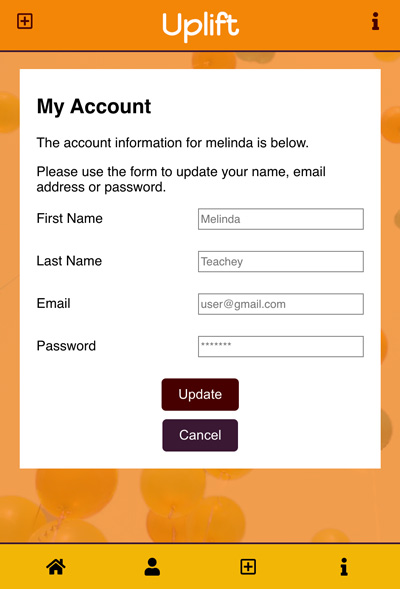 Uplift
My Account
The account information for melinda is below.
Please use the form to update your name, email
address or password.
First Name
Melinda
Last Name
Teachey
Email
user@gmail.com
Password
*******
Update
Cancel